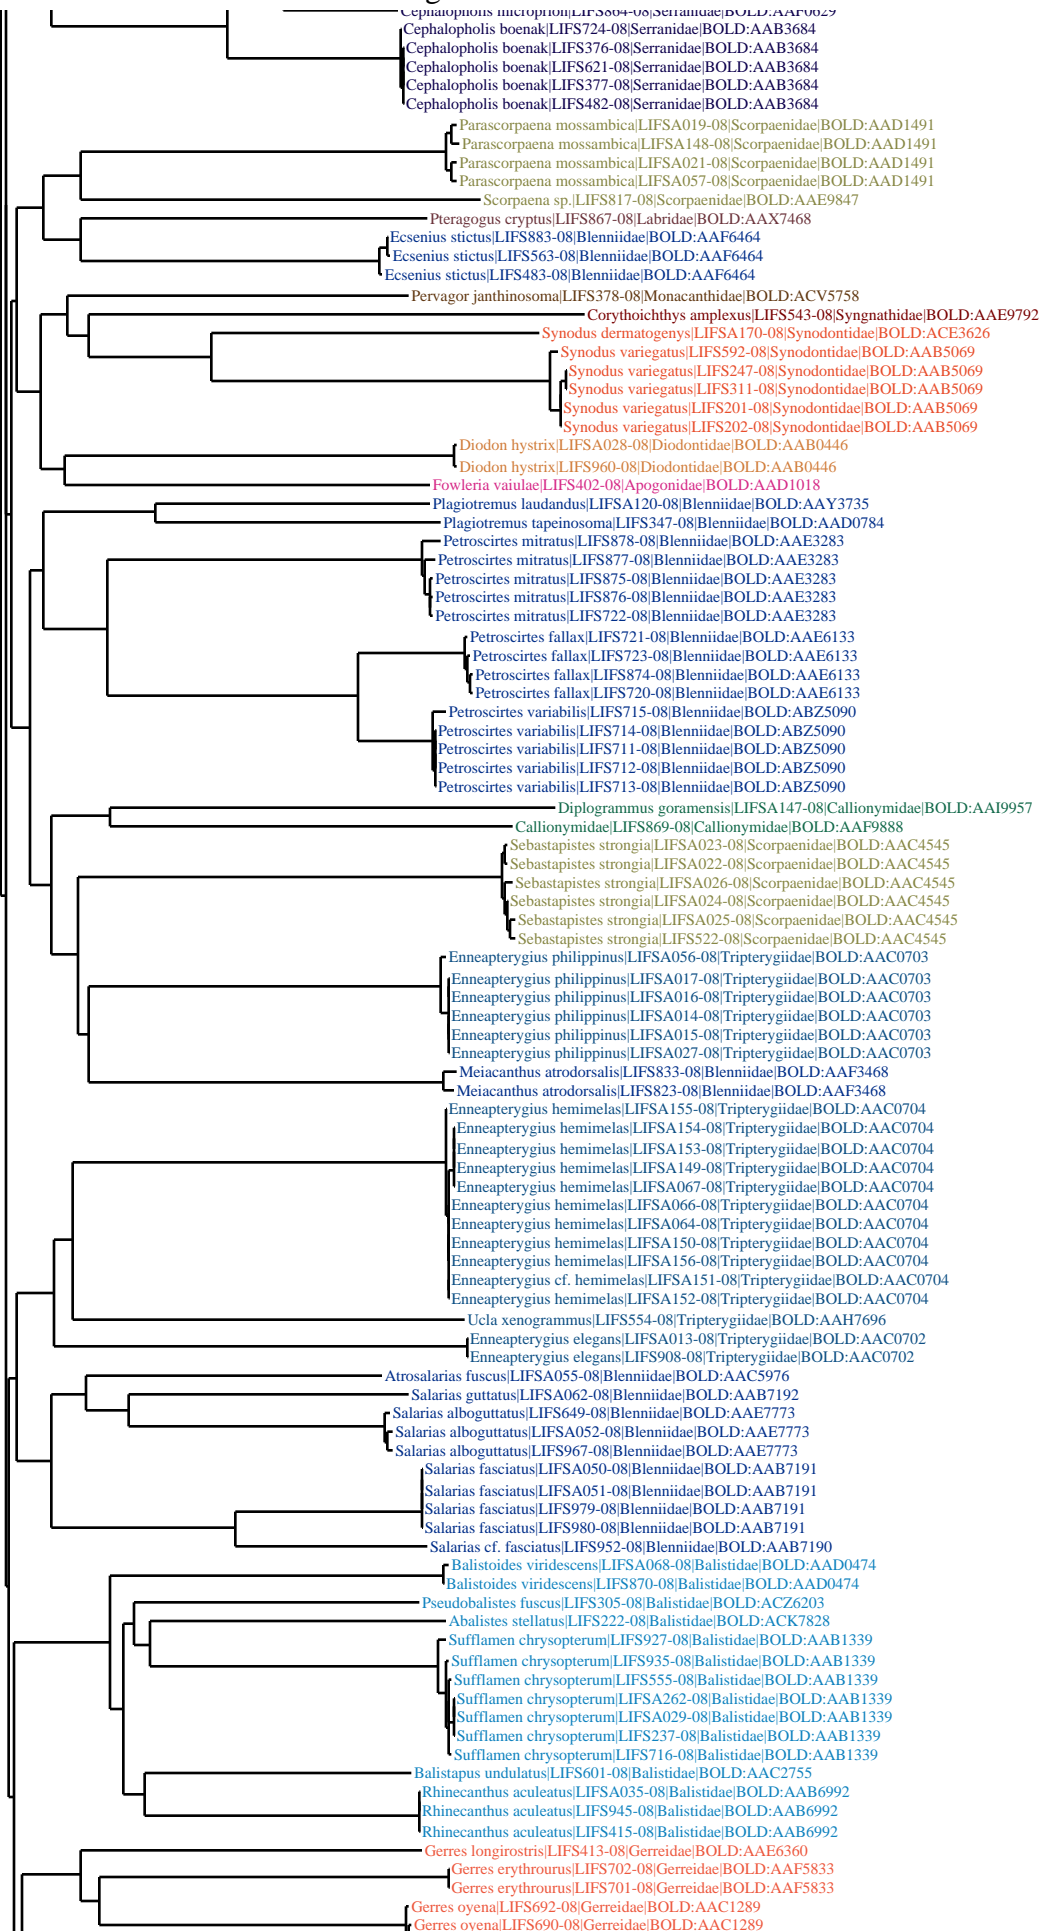 Cephalopholis microprion|LIFS864-08|Serranidae|BOLD:AAF0629
Cephalopholis boenak|LIFS724-08|Serranidae|BOLD:AAB3684
Cephalopholis boenak|LIFS376-08|Serranidae|BOLD:AAB3684
Cephalopholis boenak|LIFS621-08|Serranidae|BOLD:AAB3684
Cephalopholis boenak|LIFS377-08|Serranidae|BOLD:AAB3684
Cephalopholis boenak|LIFS482-08|Serranidae|BOLD:AAB3684
Parascorpaena mossambica|LIFSA019-08|Scorpaenidae|BOLD:AAD1491
Parascorpaena mossambica|LIFSA148-08|Scorpaenidae|BOLD:AAD1491
Parascorpaena mossambica|LIFSA021-08|Scorpaenidae|BOLD:AAD1491
Parascorpaena mossambica|LIFSA057-08|Scorpaenidae|BOLD:AAD1491
Scorpaena sp.|LIFS817-08|Scorpaenidae|BOLD:AAE9847
Pteragogus cryptus|LIFS867-08|Labridae|BOLD:AAX7468
Ecsenius stictus|LIFS883-08|Blenniidae|BOLD:AAF6464
Ecsenius stictus|LIFS563-08|Blenniidae|BOLD:AAF6464
Ecsenius stictus|LIFS483-08|Blenniidae|BOLD:AAF6464
Pervagor janthinosoma|LIFS378-08|Monacanthidae|BOLD:ACV5758
Corythoichthys amplexus|LIFS543-08|Syngnathidae|BOLD:AAE9792
Synodus dermatogenys|LIFSA170-08|Synodontidae|BOLD:ACE3626
Synodus variegatus|LIFS592-08|Synodontidae|BOLD:AAB5069
Synodus variegatus|LIFS247-08|Synodontidae|BOLD:AAB5069
Synodus variegatus|LIFS311-08|Synodontidae|BOLD:AAB5069
Synodus variegatus|LIFS201-08|Synodontidae|BOLD:AAB5069
Synodus variegatus|LIFS202-08|Synodontidae|BOLD:AAB5069
Diodon hystrix|LIFSA028-08|Diodontidae|BOLD:AAB0446
Diodon hystrix|LIFS960-08|Diodontidae|BOLD:AAB0446
Fowleria vaiulae|LIFS402-08|Apogonidae|BOLD:AAD1018
Plagiotremus laudandus|LIFSA120-08|Blenniidae|BOLD:AAY3735
Plagiotremus tapeinosoma|LIFS347-08|Blenniidae|BOLD:AAD0784
Petroscirtes mitratus|LIFS878-08|Blenniidae|BOLD:AAE3283
Petroscirtes mitratus|LIFS877-08|Blenniidae|BOLD:AAE3283
Petroscirtes mitratus|LIFS875-08|Blenniidae|BOLD:AAE3283
Petroscirtes mitratus|LIFS876-08|Blenniidae|BOLD:AAE3283
Petroscirtes mitratus|LIFS722-08|Blenniidae|BOLD:AAE3283
Petroscirtes fallax|LIFS721-08|Blenniidae|BOLD:AAE6133
Petroscirtes fallax|LIFS723-08|Blenniidae|BOLD:AAE6133
Petroscirtes fallax|LIFS874-08|Blenniidae|BOLD:AAE6133
Petroscirtes fallax|LIFS720-08|Blenniidae|BOLD:AAE6133
Petroscirtes variabilis|LIFS715-08|Blenniidae|BOLD:ABZ5090
Petroscirtes variabilis|LIFS714-08|Blenniidae|BOLD:ABZ5090
Petroscirtes variabilis|LIFS711-08|Blenniidae|BOLD:ABZ5090
Petroscirtes variabilis|LIFS712-08|Blenniidae|BOLD:ABZ5090
Petroscirtes variabilis|LIFS713-08|Blenniidae|BOLD:ABZ5090
Diplogrammus goramensis|LIFSA147-08|Callionymidae|BOLD:AAI9957
Callionymidae|LIFS869-08|Callionymidae|BOLD:AAF9888
Sebastapistes strongia|LIFSA023-08|Scorpaenidae|BOLD:AAC4545
Sebastapistes strongia|LIFSA022-08|Scorpaenidae|BOLD:AAC4545
Sebastapistes strongia|LIFSA026-08|Scorpaenidae|BOLD:AAC4545
Sebastapistes strongia|LIFSA024-08|Scorpaenidae|BOLD:AAC4545
Sebastapistes strongia|LIFSA025-08|Scorpaenidae|BOLD:AAC4545
Sebastapistes strongia|LIFS522-08|Scorpaenidae|BOLD:AAC4545
Enneapterygius philippinus|LIFSA056-08|Tripterygiidae|BOLD:AAC0703
Enneapterygius philippinus|LIFSA017-08|Tripterygiidae|BOLD:AAC0703
Enneapterygius philippinus|LIFSA016-08|Tripterygiidae|BOLD:AAC0703
Enneapterygius philippinus|LIFSA014-08|Tripterygiidae|BOLD:AAC0703
Enneapterygius philippinus|LIFSA015-08|Tripterygiidae|BOLD:AAC0703
Enneapterygius philippinus|LIFSA027-08|Tripterygiidae|BOLD:AAC0703
Meiacanthus atrodorsalis|LIFS833-08|Blenniidae|BOLD:AAF3468
Meiacanthus atrodorsalis|LIFS823-08|Blenniidae|BOLD:AAF3468
Enneapterygius hemimelas|LIFSA155-08|Tripterygiidae|BOLD:AAC0704
Enneapterygius hemimelas|LIFSA154-08|Tripterygiidae|BOLD:AAC0704
Enneapterygius hemimelas|LIFSA153-08|Tripterygiidae|BOLD:AAC0704
Enneapterygius hemimelas|LIFSA149-08|Tripterygiidae|BOLD:AAC0704
Enneapterygius hemimelas|LIFSA067-08|Tripterygiidae|BOLD:AAC0704
Enneapterygius hemimelas|LIFSA066-08|Tripterygiidae|BOLD:AAC0704
Enneapterygius hemimelas|LIFSA064-08|Tripterygiidae|BOLD:AAC0704
Enneapterygius hemimelas|LIFSA150-08|Tripterygiidae|BOLD:AAC0704
Enneapterygius hemimelas|LIFSA156-08|Tripterygiidae|BOLD:AAC0704
Enneapterygius cf. hemimelas|LIFSA151-08|Tripterygiidae|BOLD:AAC0704
Enneapterygius hemimelas|LIFSA152-08|Tripterygiidae|BOLD:AAC0704
Ucla xenogrammus|LIFS554-08|Tripterygiidae|BOLD:AAH7696
Enneapterygius elegans|LIFSA013-08|Tripterygiidae|BOLD:AAC0702
Enneapterygius elegans|LIFS908-08|Tripterygiidae|BOLD:AAC0702
Atrosalarias fuscus|LIFSA055-08|Blenniidae|BOLD:AAC5976
Salarias guttatus|LIFSA062-08|Blenniidae|BOLD:AAB7192
Salarias alboguttatus|LIFS649-08|Blenniidae|BOLD:AAE7773
Salarias alboguttatus|LIFSA052-08|Blenniidae|BOLD:AAE7773
Salarias alboguttatus|LIFS967-08|Blenniidae|BOLD:AAE7773
Salarias fasciatus|LIFSA050-08|Blenniidae|BOLD:AAB7191
Salarias fasciatus|LIFSA051-08|Blenniidae|BOLD:AAB7191
Salarias fasciatus|LIFS979-08|Blenniidae|BOLD:AAB7191
Salarias fasciatus|LIFS980-08|Blenniidae|BOLD:AAB7191
Salarias cf. fasciatus|LIFS952-08|Blenniidae|BOLD:AAB7190
Balistoides viridescens|LIFSA068-08|Balistidae|BOLD:AAD0474
Balistoides viridescens|LIFS870-08|Balistidae|BOLD:AAD0474
Pseudobalistes fuscus|LIFS305-08|Balistidae|BOLD:ACZ6203
Abalistes stellatus|LIFS222-08|Balistidae|BOLD:ACK7828
Sufflamen chrysopterum|LIFS927-08|Balistidae|BOLD:AAB1339
Sufflamen chrysopterum|LIFS935-08|Balistidae|BOLD:AAB1339
Sufflamen chrysopterum|LIFS555-08|Balistidae|BOLD:AAB1339
Sufflamen chrysopterum|LIFSA262-08|Balistidae|BOLD:AAB1339
Sufflamen chrysopterum|LIFSA029-08|Balistidae|BOLD:AAB1339
Sufflamen chrysopterum|LIFS237-08|Balistidae|BOLD:AAB1339
Sufflamen chrysopterum|LIFS716-08|Balistidae|BOLD:AAB1339
Balistapus undulatus|LIFS601-08|Balistidae|BOLD:AAC2755
Rhinecanthus aculeatus|LIFSA035-08|Balistidae|BOLD:AAB6992
Rhinecanthus aculeatus|LIFS945-08|Balistidae|BOLD:AAB6992
Rhinecanthus aculeatus|LIFS415-08|Balistidae|BOLD:AAB6992
Gerres longirostris|LIFS413-08|Gerreidae|BOLD:AAE6360
Gerres erythrourus|LIFS702-08|Gerreidae|BOLD:AAF5833
Gerres erythrourus|LIFS701-08|Gerreidae|BOLD:AAF5833
Gerres oyena|LIFS692-08|Gerreidae|BOLD:AAC1289
Gerres oyena|LIFS690-08|Gerreidae|BOLD:AAC1289